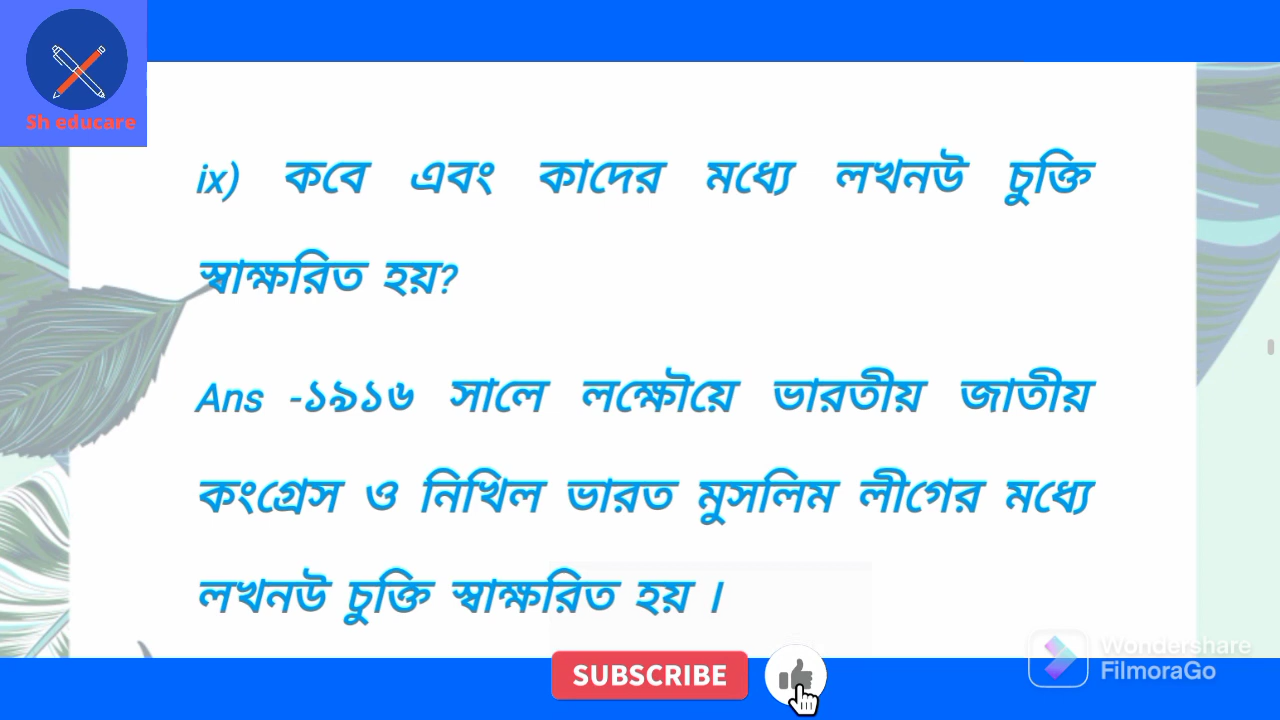 Sh educare
ix) কবে এবং কাদের মধ্যে লখনউ চুক্তি
স্বাক্ষরিত হয়?
Ans -১৯১৬ সালে লক্ষ্ণৌয়ে ভারতীয় জাতীয়
কংগ্রেস ও নিখিল ভারত মুসলিম লীগের মধ্যে
লখনউ চুক্তি স্বাক্ষরিত হয় ।
SUBSCRIBE
Wondershare
FilmoraGo